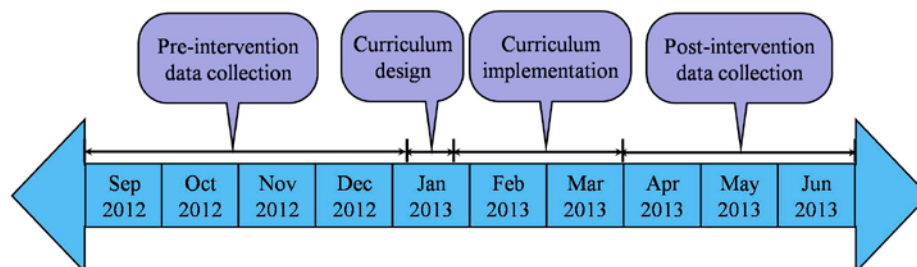 Pre-intervention
data collection
Curriculum
design
Curriculum
implementation
Post-intervention
data collection
Sep
2012
Oct
2012
Nov
2012
Dec
2012
Jan
2013
Feb
2013
Mar
2013
Apr
2013
May
2013
Jun
2013